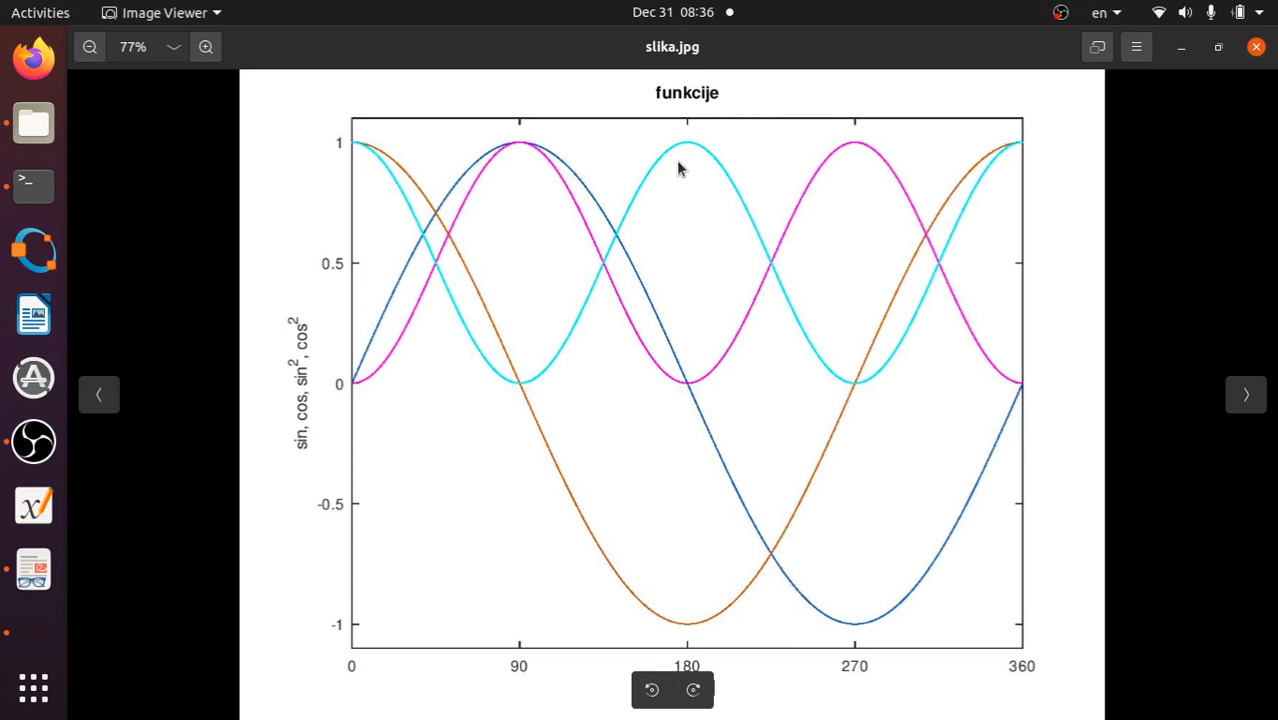 Activities
Image Viewer
Dec 31 08:36
en
77%
slika.jpg
funkcije
1
0.5
0
-0.5
-1
sin, cos, sin², cos²
0 90 180 270 360